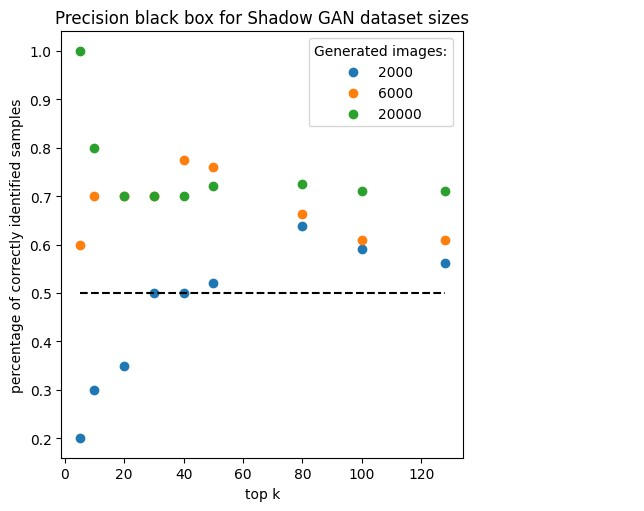 Precision black box for Shadow GAN dataset sizes
Generated images:
2000
6000
20000
percentage of correctly identified samples
1.0
0.9
0.8
0.7
0.6
0.5
0.4
0.3
0.2
0 20 40 60 80 100 120
top k